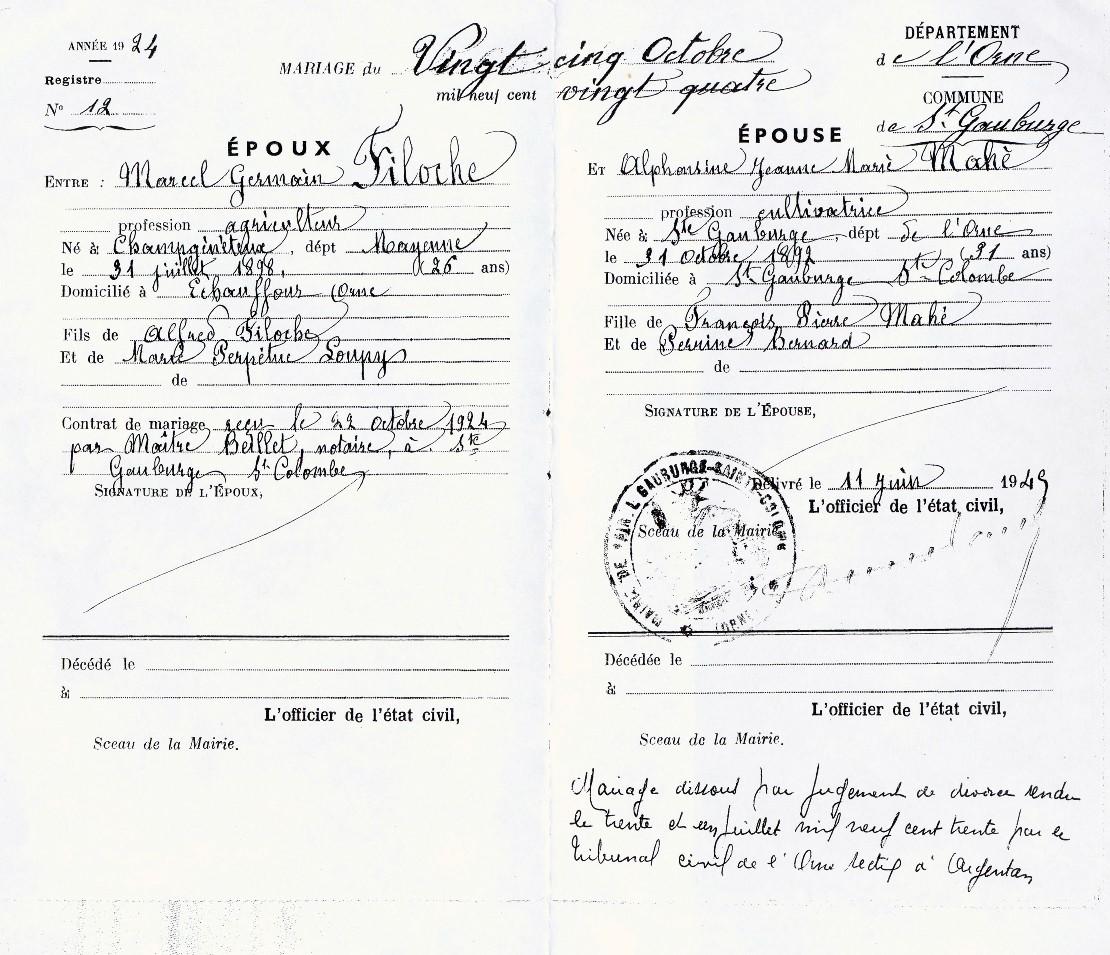 ANNÉE 1924
Registre
N° 12
MARIAGE du Vingt cinq Octobre
mil neuf cent vingt quatre
DÉPARTEMENT
de l'Orne
COMMUNE
de St. Gauburge
ÉPOUX
ENTRE : Marcel Germain Filoche
profession agriculteur
Né à Champgénéteux, dépt Mayenne
le 31 juillet 1898, (26 ans)
Domicilié à Echauffour Orne
Fils de Alfred Filoche
Et de Marie Perpétue Loupy
de
Contrat de mariage reçu le 22 octobre 1924
par Maître Beillet, notaire, à Ste
Gauburge St Colombe
SIGNATURE DE L'ÉPOUX,
Décédé le
à
L'officier de l'état civil,
Sceau de la Mairie.
ÉPOUSE
ET Alphonsine Jeanne Marie Mahé
profession cultivatrice
Née à Ste Gauburge, dépt de l'Orne
le 31 Octobre 1892 (31 ans)
Domiciliée à St Gauburge St-Colombe
Fille de François Pierre Mahé
Et de Perrine Bernard
de
SIGNATURE DE L'ÉPOUSE,
Délivré le 11 juin 1949
L'officier de l'état civil,
Sceau de la Mairie
MAIRIE DE GAUBURGE-SAINTE-COLOMBE
(ORNE
Décédée le
à
L'officier de l'état civil,
Sceau de la Mairie.
Mariage dissous par jugement de divorce rendu
le trente et un juillet mil neuf cent trente par le
tribunal civil de l'Orne à Argentan